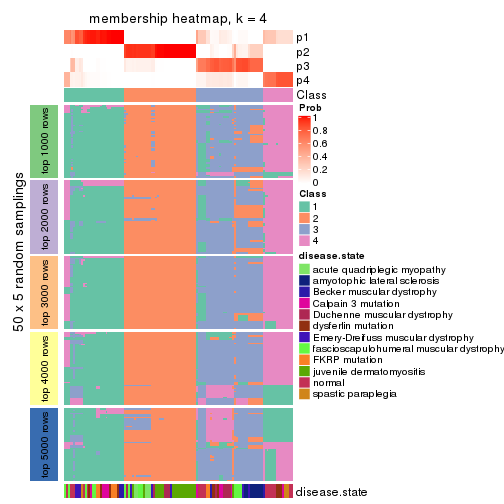 membership heatmap, k = 4
p1
p2
p3
p4
Class
50 x 5 random samplings
top 1000 rows
top 2000 rows
top 3000 rows
top 4000 rows
top 5000 rows
Prob
1
0.8
0.6
0.4
0.2
0
Class
1
2
3
4
disease.state
acute quadriplegic myopathy
amyotrophic lateral sclerosis
Becker muscular dystrophy
Calpain 3 mutation
Duchenne muscular dystrophy
dysferlin mutation
Emery-Dreifuss muscular dystrophy
fascioscapulohumeral muscular dystrophy
FKRP mutation
juvenile dermatomyositis
normal
spastic paraplegia
disease.state